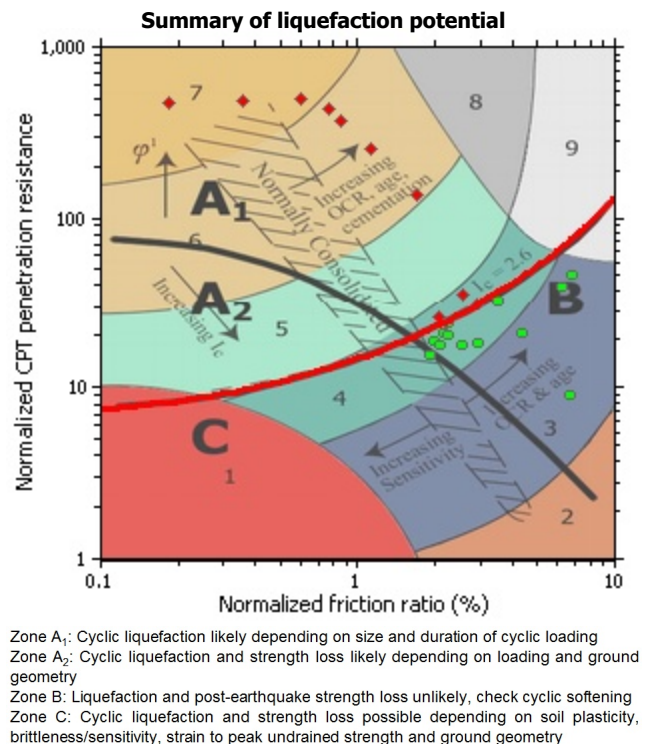 Summary of liquefaction potential
1,000
7
8
9
φ'
Increasing
OCR, age,
cementation
A1
Normally Consolidated
100
6
Ic = 2.6
A2
Increasing Ic
B
5
10
4
Increasing
OCR & age
C
3
Increasing
Sensitivity
1
2
1
0.1
1
10
Normalized CPT penetration resistance
Normalized friction ratio (%)
Zone A1: Cyclic liquefaction likely depending on size and duration of cyclic loading
Zone A2: Cyclic liquefaction and strength loss likely depending on loading and ground
geometry
Zone B: Liquefaction and post-earthquake strength loss unlikely, check cyclic softening
Zone C: Cyclic liquefaction and strength loss possible depending on soil plasticity,
brittleness/sensitivity, strain to peak undrained strength and ground geometry